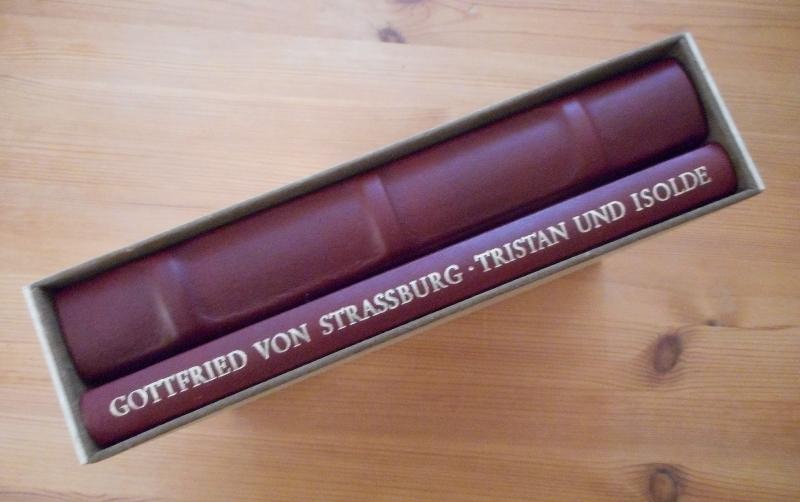 GOTTFRIED VON STRASSBURG · TRISTAN UND ISOLDE